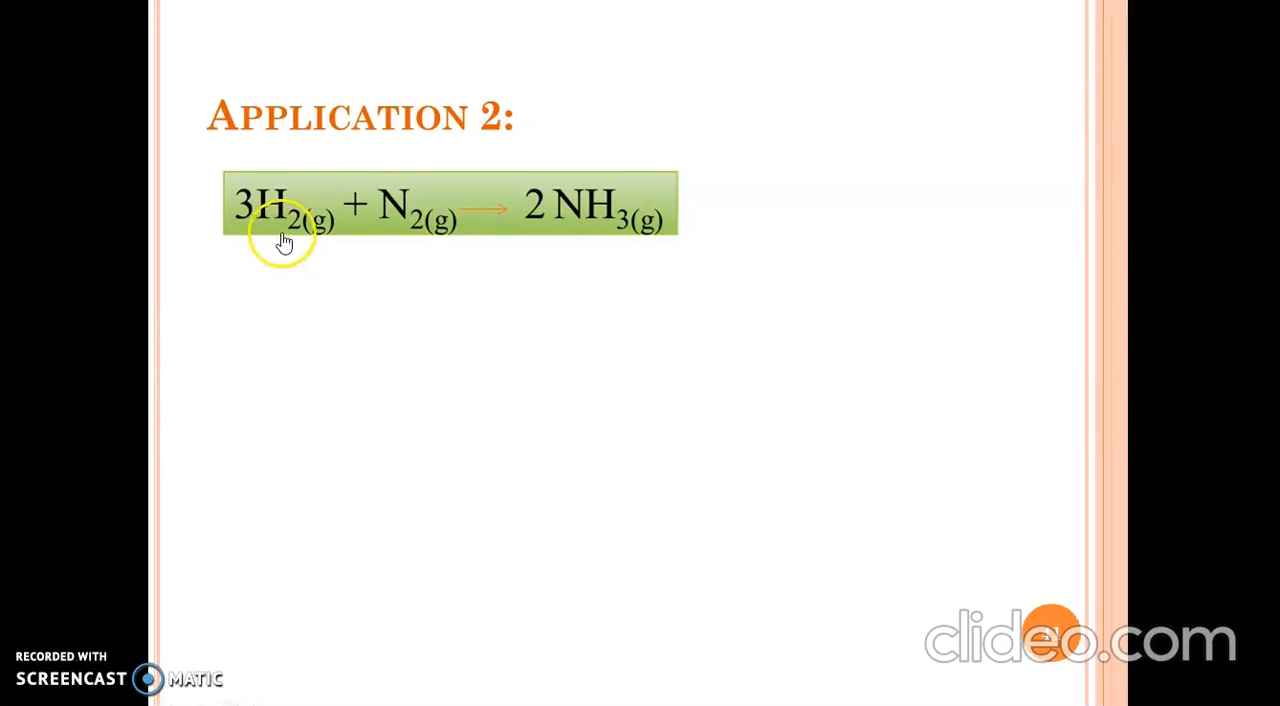 APPLICATION 2:
3H2(g) + N2(g) → 2 NH3(g)
clideo.com
RECORDED WITH
SCREENCAST MATIC